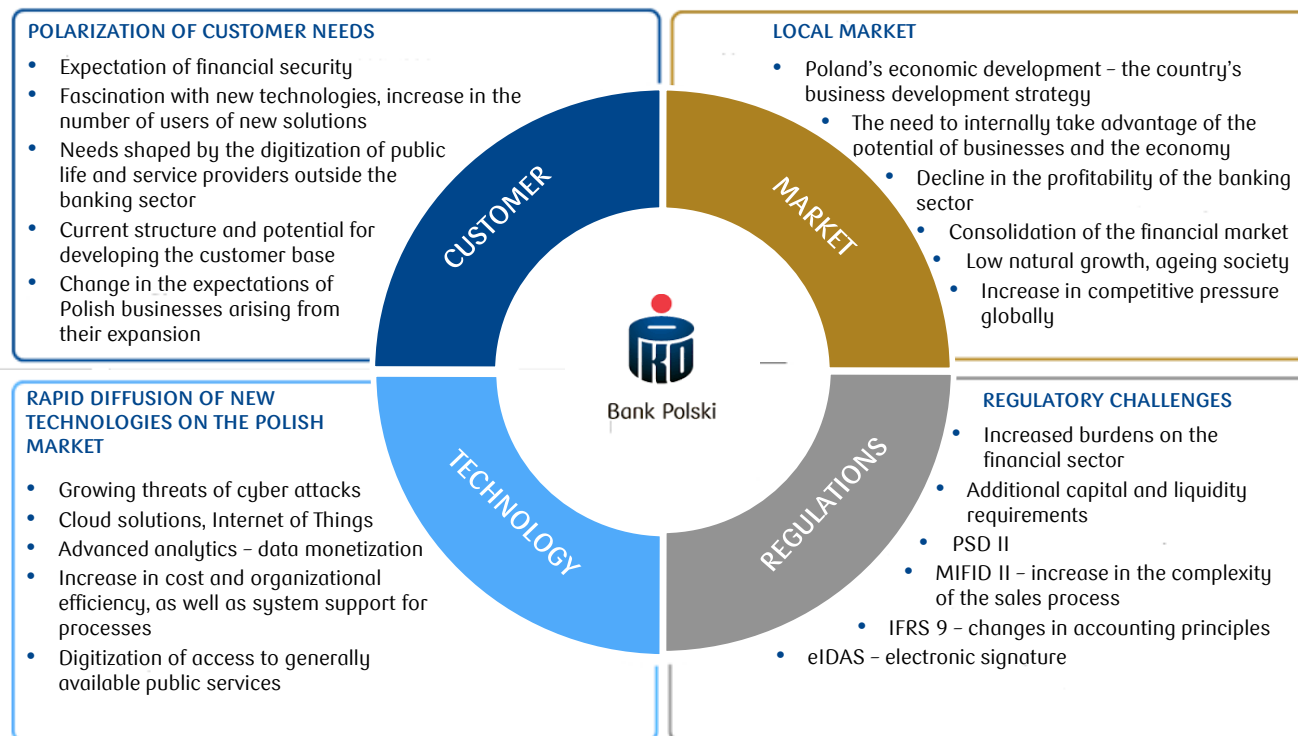 POLARIZATION OF CUSTOMER NEEDS
• Expectation of financial security
• Fascination with new technologies, increase in the
number of users of new solutions
• Needs shaped by the digitization of public
life and service providers outside the
banking sector
• Current structure and potential for
developing the customer base
• Change in the expectations of
Polish businesses arising from
their expansion
LOCAL MARKET
• Poland's economic development – the country's
business development strategy
• The need to internally take advantage of the
potential of businesses and the economy
• Decline in the profitability of the banking
sector
• Consolidation of the financial market
• Low natural growth, ageing society
• Increase in competitive pressure
globally
CUSTOMER
MARKET
PKO
Bank Polski
TECHNOLOGY
REGULATIONS
RAPID DIFFUSION OF NEW
TECHNOLOGIES ON THE POLISH
MARKET
• Growing threats of cyber attacks
• Cloud solutions, Internet of Things
• Advanced analytics – data monetization
• Increase in cost and organizational
efficiency, as well as system support for
processes
• Digitization of access to generally
available public services
REGULATORY CHALLENGES
• Increased burdens on the
financial sector
• Additional capital and liquidity
requirements
• PSD II
• MIFID II – increase in the complexity
of the sales process
• IFRS 9 – changes in accounting principles
• eIDAS – electronic signature